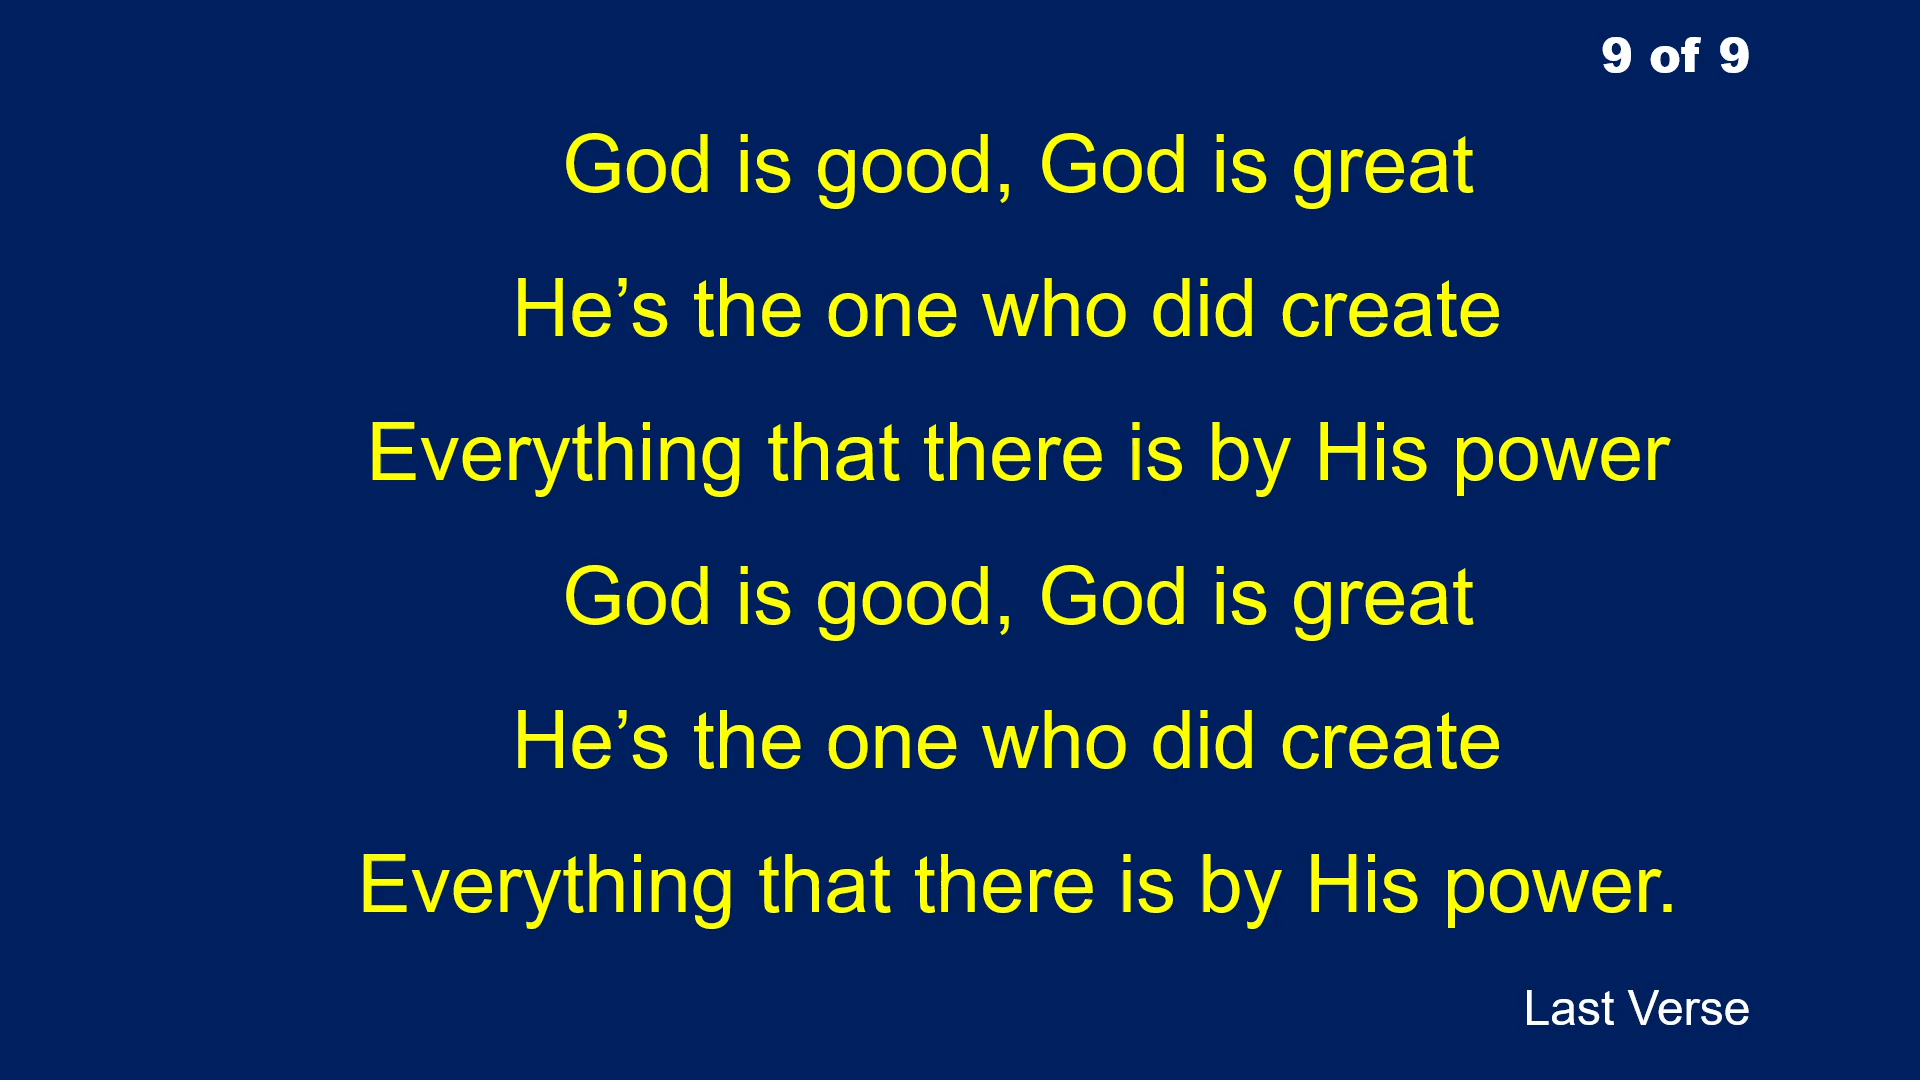 9 of 9
God is good, God is great
He’s the one who did create
Everything that there is by His power
God is good, God is great
He’s the one who did create
Everything that there is by His power.
Last Verse